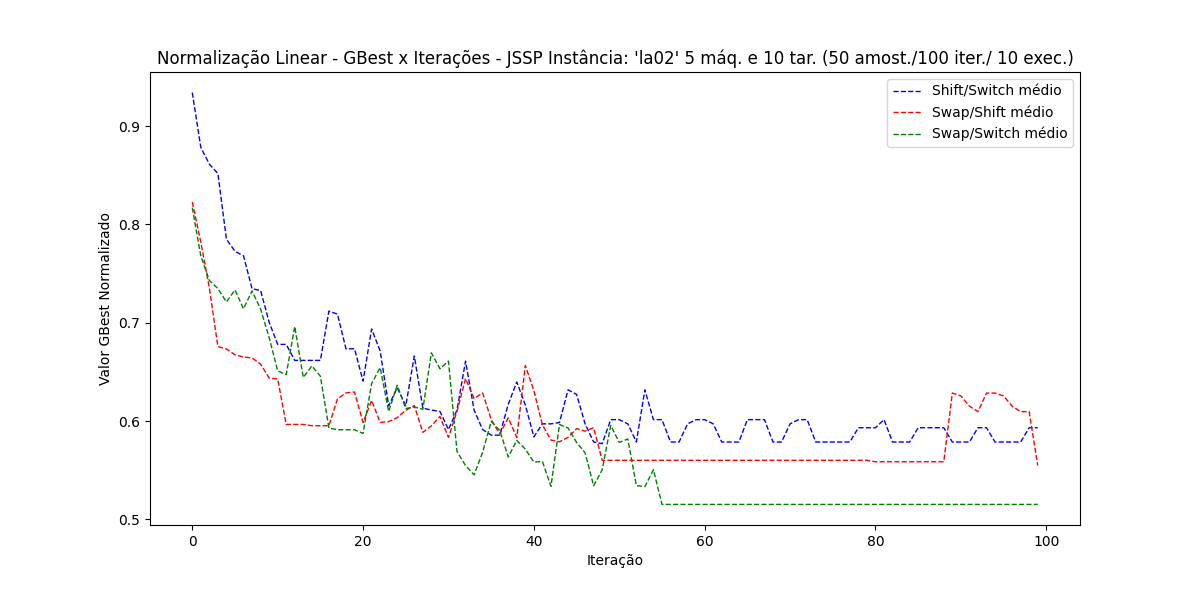 Normalização Linear - GBest x Iterações - JSSP Instância: 'la02' 5 máq. e 10 tar. (50 amost./100 iter./ 10 exec.)
Shift/Switch médio
Swap/Shift médio
Swap/Switch médio
Valor GBest Normalizado
0.9
0.8
0.7
0.6
0.5
0 20 40 60 80 100
Iteração